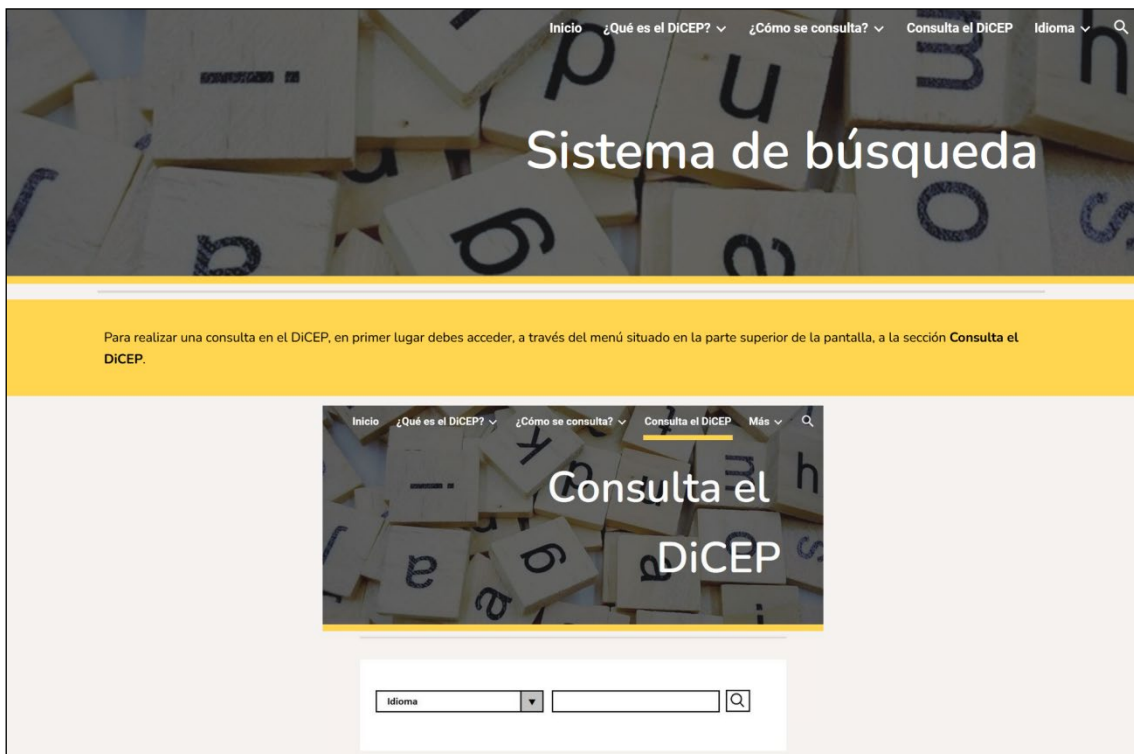 Inicio ¿Qué es el DiCEP? ¿Cómo se consulta? Consulta el DiCEP Idioma
Sistema de búsqueda
Para realizar una consulta en el DiCEP, en primer lugar debes acceder, a través del menú situado en la parte superior de la pantalla, a la sección Consulta el
DiCEP.
Inicio ¿Qué es el DiCEP? ¿Cómo se consulta? Consulta el DiCEP Más
Consulta el
DiCEP
Idioma